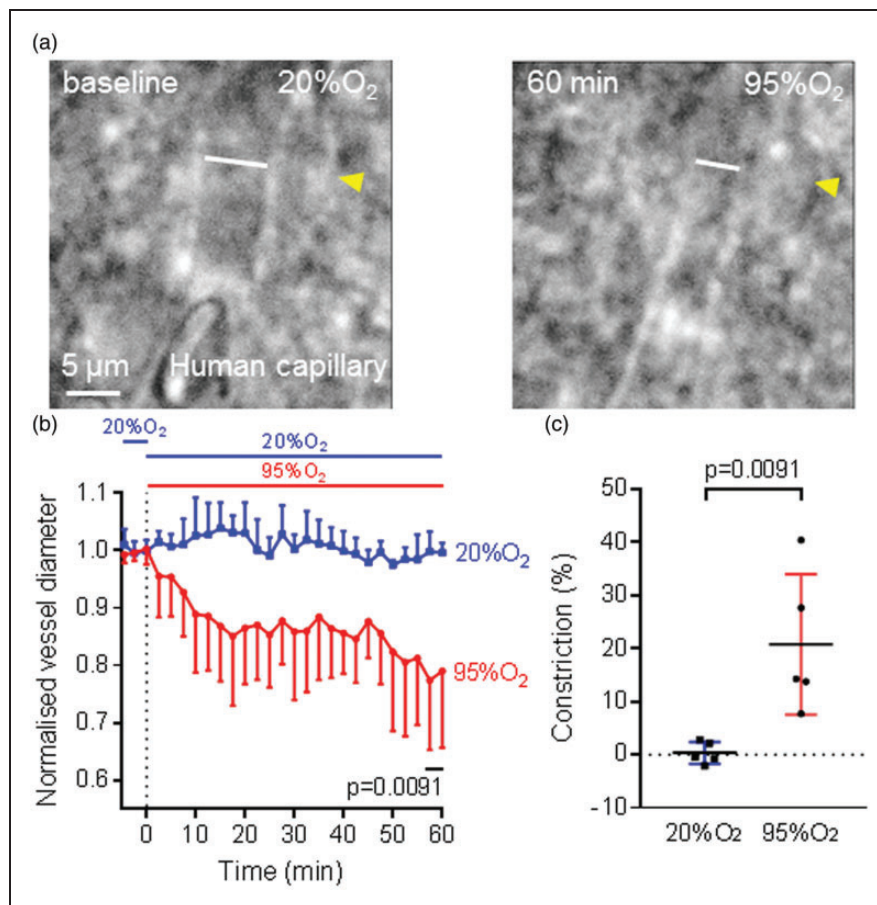 (a)
baseline 20%O₂
60 min 95%O₂
5 µm Human capillary
(b)
20%O₂
20%O₂
95%O₂
1.1
1.0
0.9
0.8
0.7
0.6
Normalised vessel diameter
20%O₂
95%O₂
p=0.0091
0 10 20 30 40 50 60
Time (min)
(c)
p=0.0091
50
40
30
20
10
0
-10
Constriction (%)
20%O₂ 95%O₂